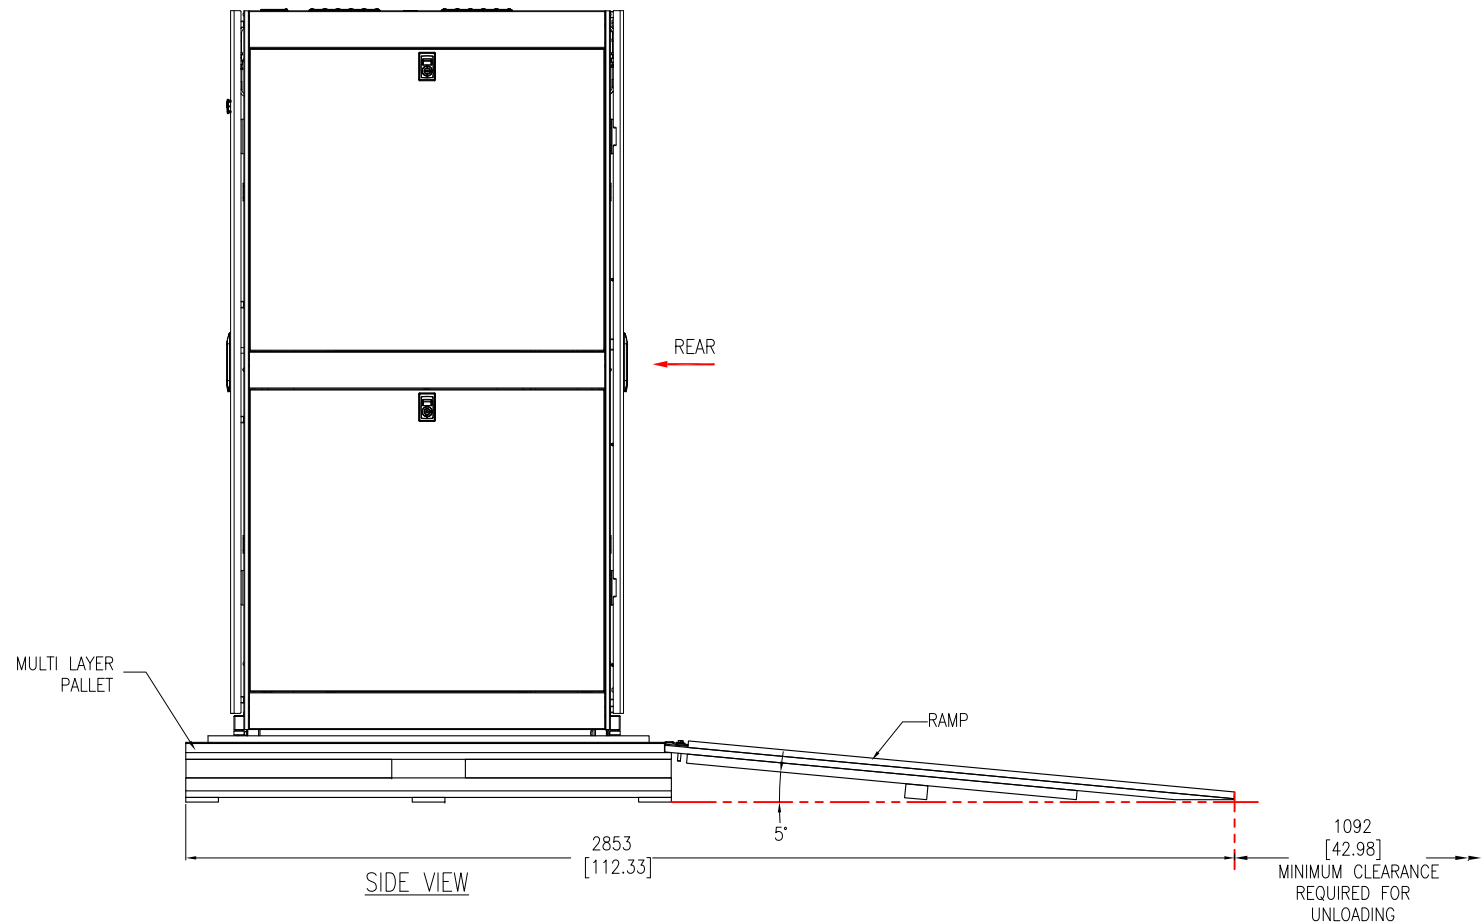 REAR
MULTI LAYER
PALLET
RAMP
5°
2853
[112.33]
SIDE VIEW
1092
[42.98]
MINIMUM CLEARANCE
REQUIRED FOR
UNLOADING